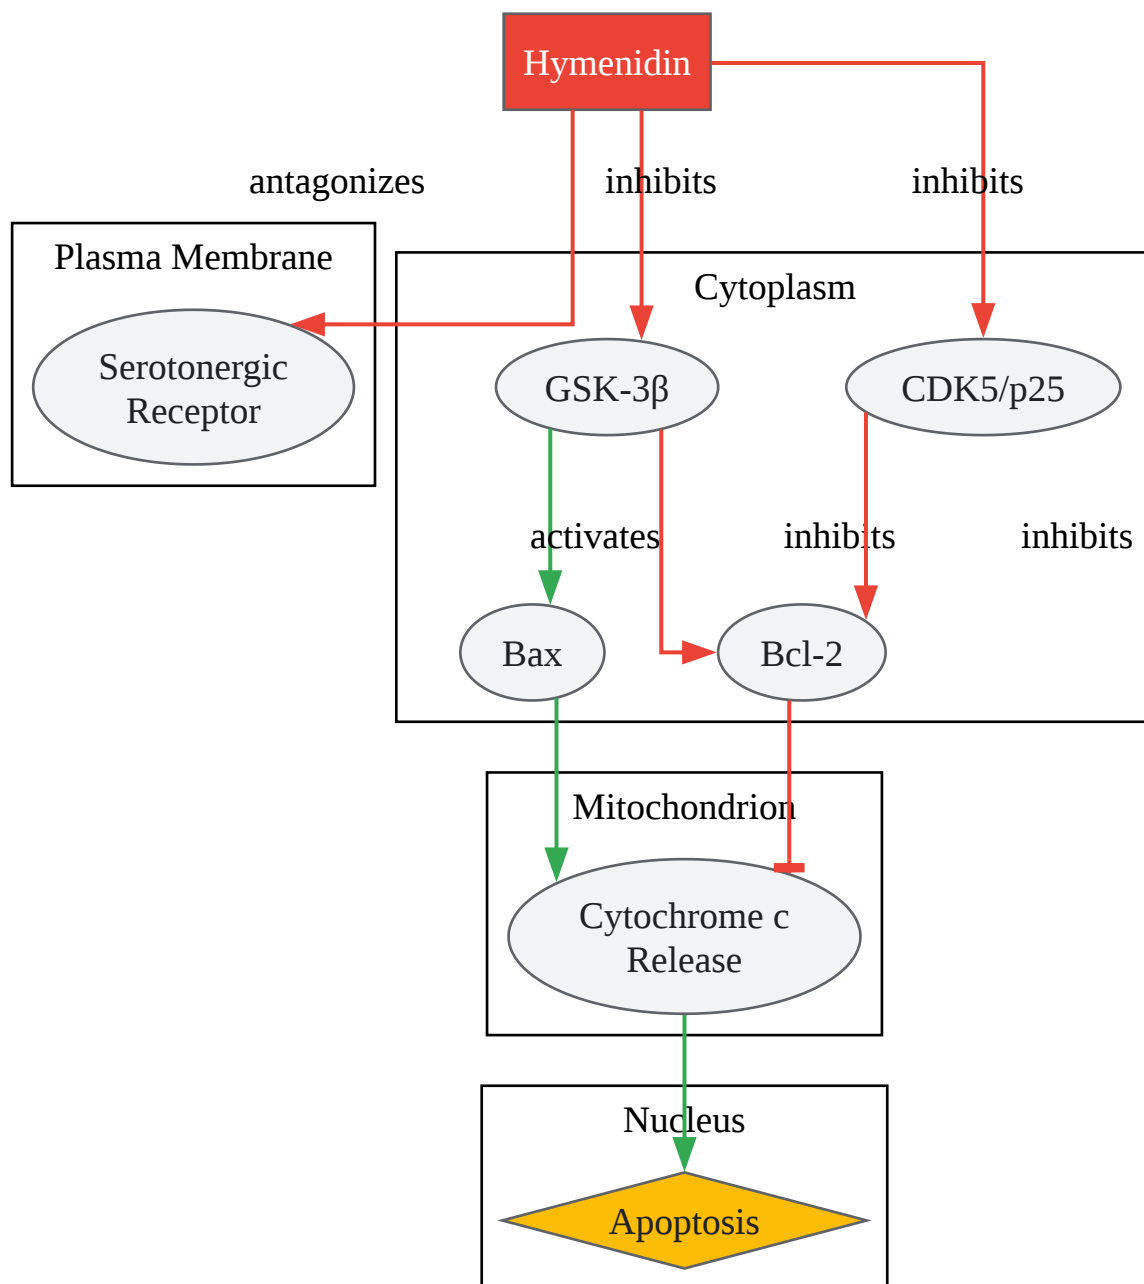 Hymenidin
antagonizes
inhibits
inhibits
Plasma Membrane
Cytoplasm
Serotonergic
Receptor
GSK-3β
CDK5/p25
activates
inhibits
inhibits
Bax
Bcl-2
Mitochondrion
Cytochrome c
Release
Nucleus
Apoptosis